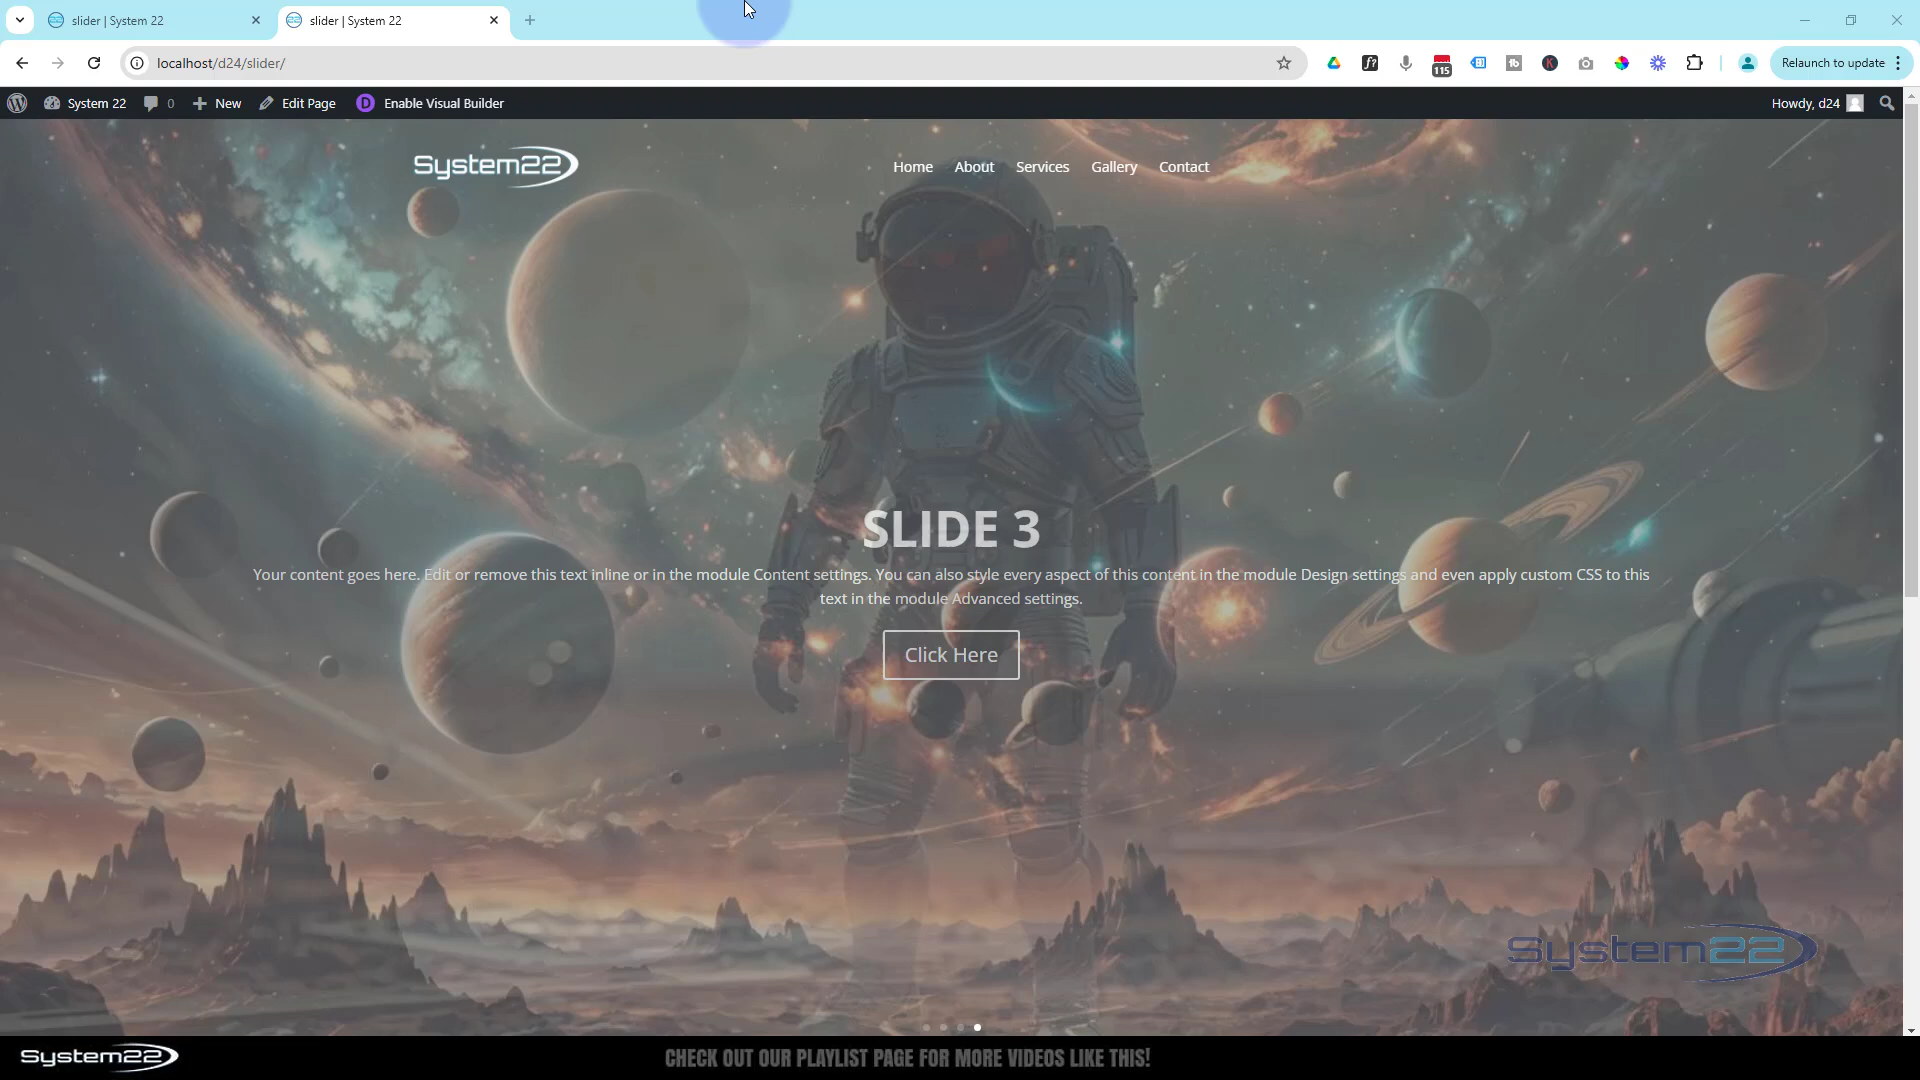 slider | System 22
slider | System 22
localhost/d24/slider/
f?
115
tb
K
Relaunch to update
System 22
0
New
Edit Page
D
Enable Visual Builder
Howdy, d24
System22
Home
About
Services
Gallery
Contact
SLIDE 3
Your content goes here. Edit or remove this text inline or in the module Content settings. You can also style every aspect of this content in the module Design settings and even apply custom CSS to this
text in the module Advanced settings.
Click Here
System22
System22
CHECK OUT OUR PLAYLIST PAGE FOR MORE VIDEOS LIKE THIS!